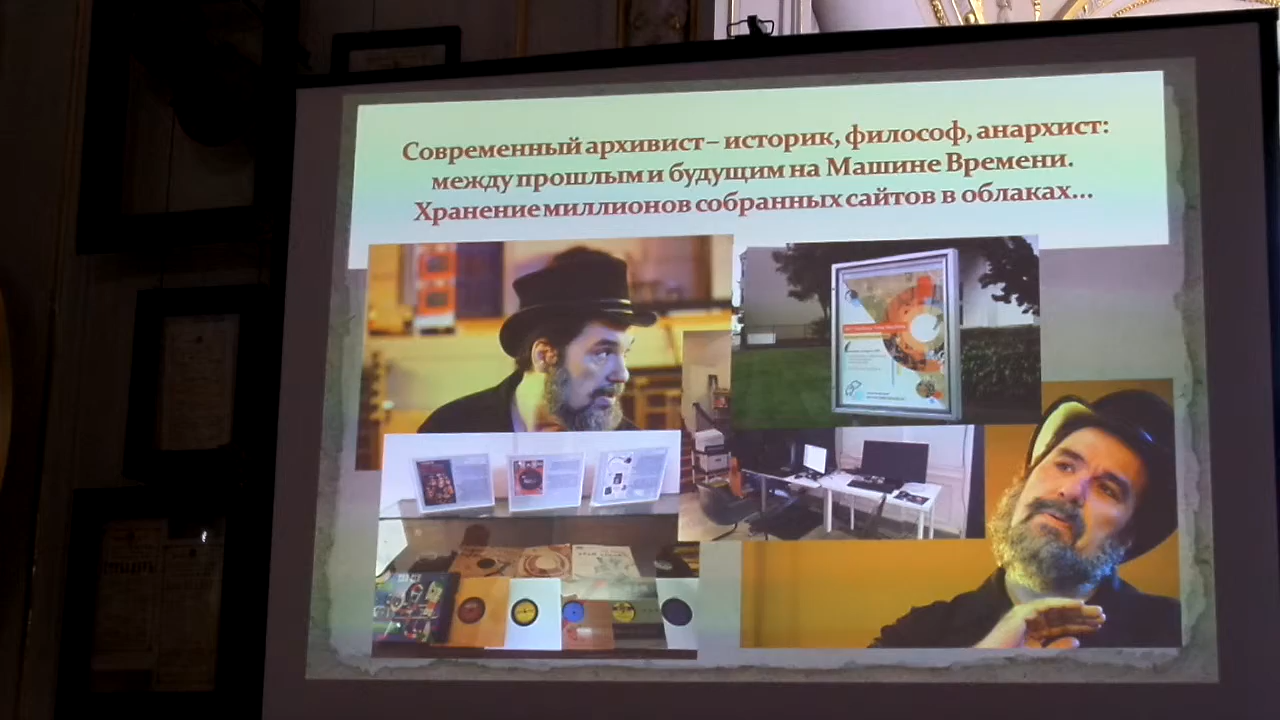 Современный архивист – историк, философ, анархист:
между прошлым и будущим на Машине Времени.
Хранение миллионов собранных сайтов в облаках...